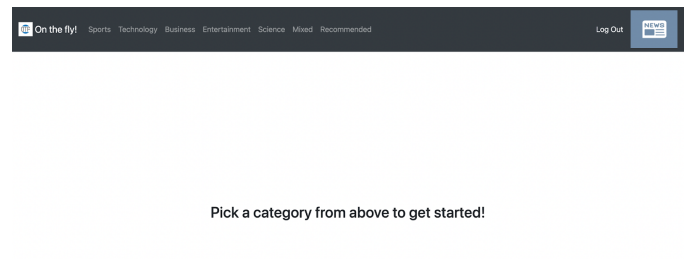 On the fly! Sports Technology Business Entertainment Science Mixed Recommended Log Out NEWS
Pick a category from above to get started!